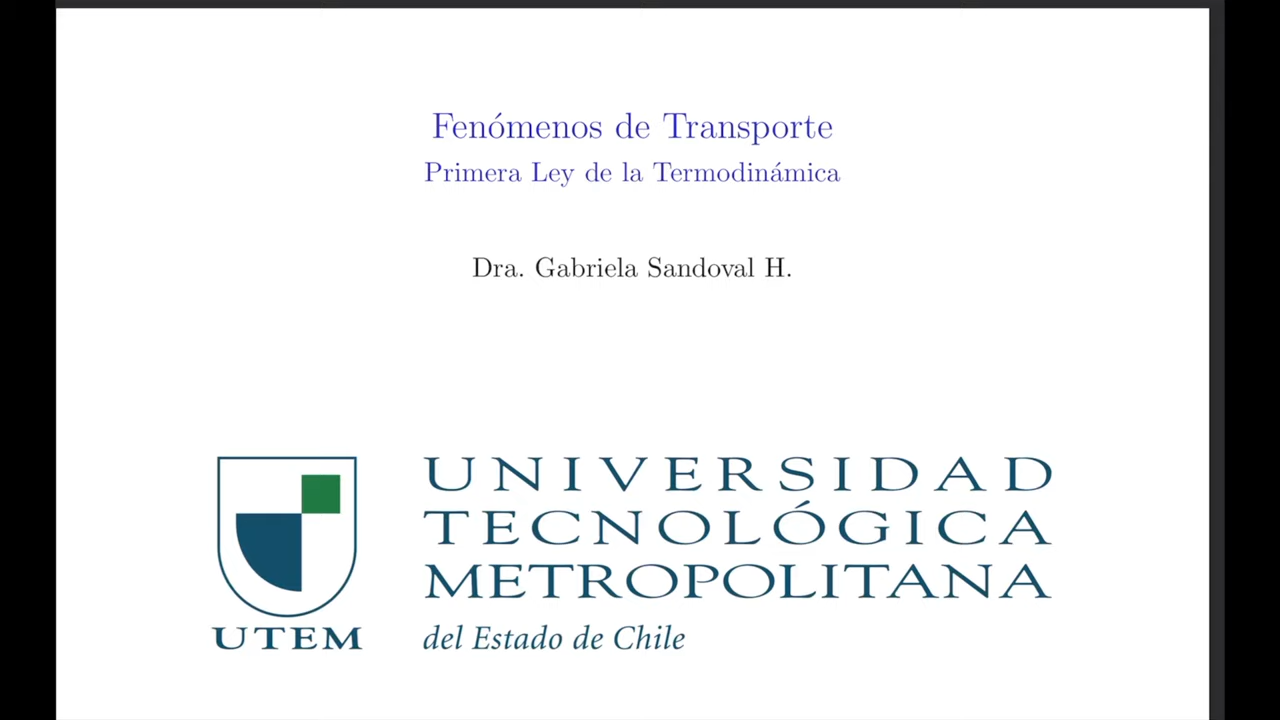 Fenómenos de Transporte
Primera Ley de la Termodinámica
Dra. Gabriela Sandoval H.
UNIVERSIDAD
TECNOLÓGICA
METROPOLITANA
del Estado de Chile
UTEM